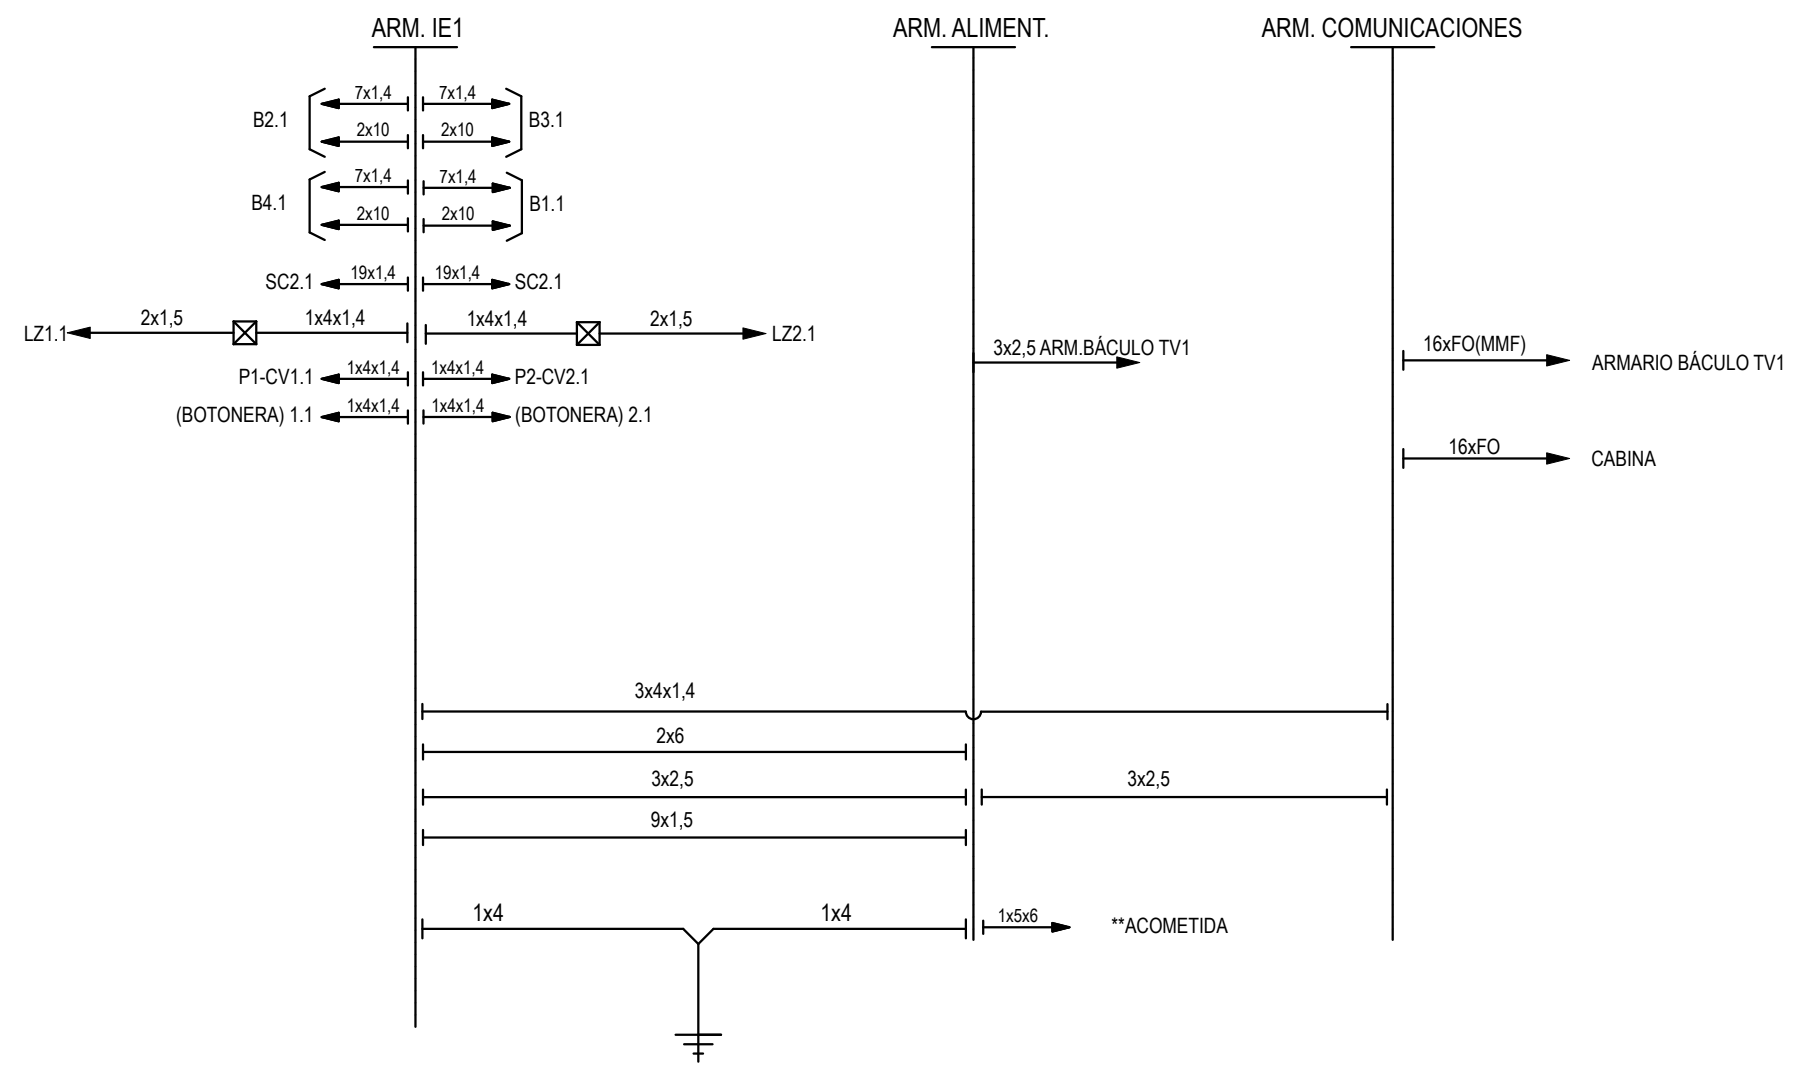 ARM. IE1
ARM. ALIMENT.
ARM. COMUNICACIONES
7x1,4
7x1,4
B2.1
B3.1
2x10
2x10
7x1,4
7x1,4
B4.1
B1.1
2x10
2x10
SC2.1
19x1,4
19x1,4
SC2.1
LZ1.1
2x1,5
1x4x1,4
1x4x1,4
2x1,5
LZ2.1
3x2,5 ARM.BÁCULO TV1
16xFO(MMF)
ARMARIO BÁCULO TV1
P1-CV1.1
1x4x1,4
1x4x1,4
P2-CV2.1
(BOTONERA) 1.1
1x4x1,4
1x4x1,4
(BOTONERA) 2.1
16xFO
CABINA
3x4x1,4
2x6
3x2,5
3x2,5
9x1,5
1x4
1x4
1x5x6
**ACOMETIDA